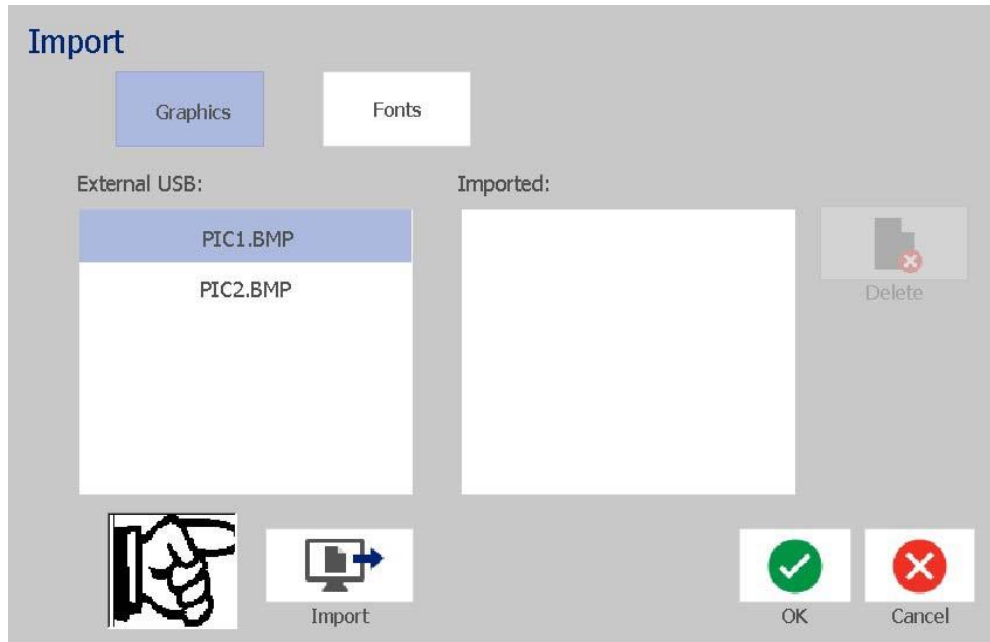 Import
Graphics
Fonts
External USB:
Imported:
PIC1.BMP
PIC2.BMP
Delete
Import
OK
Cancel